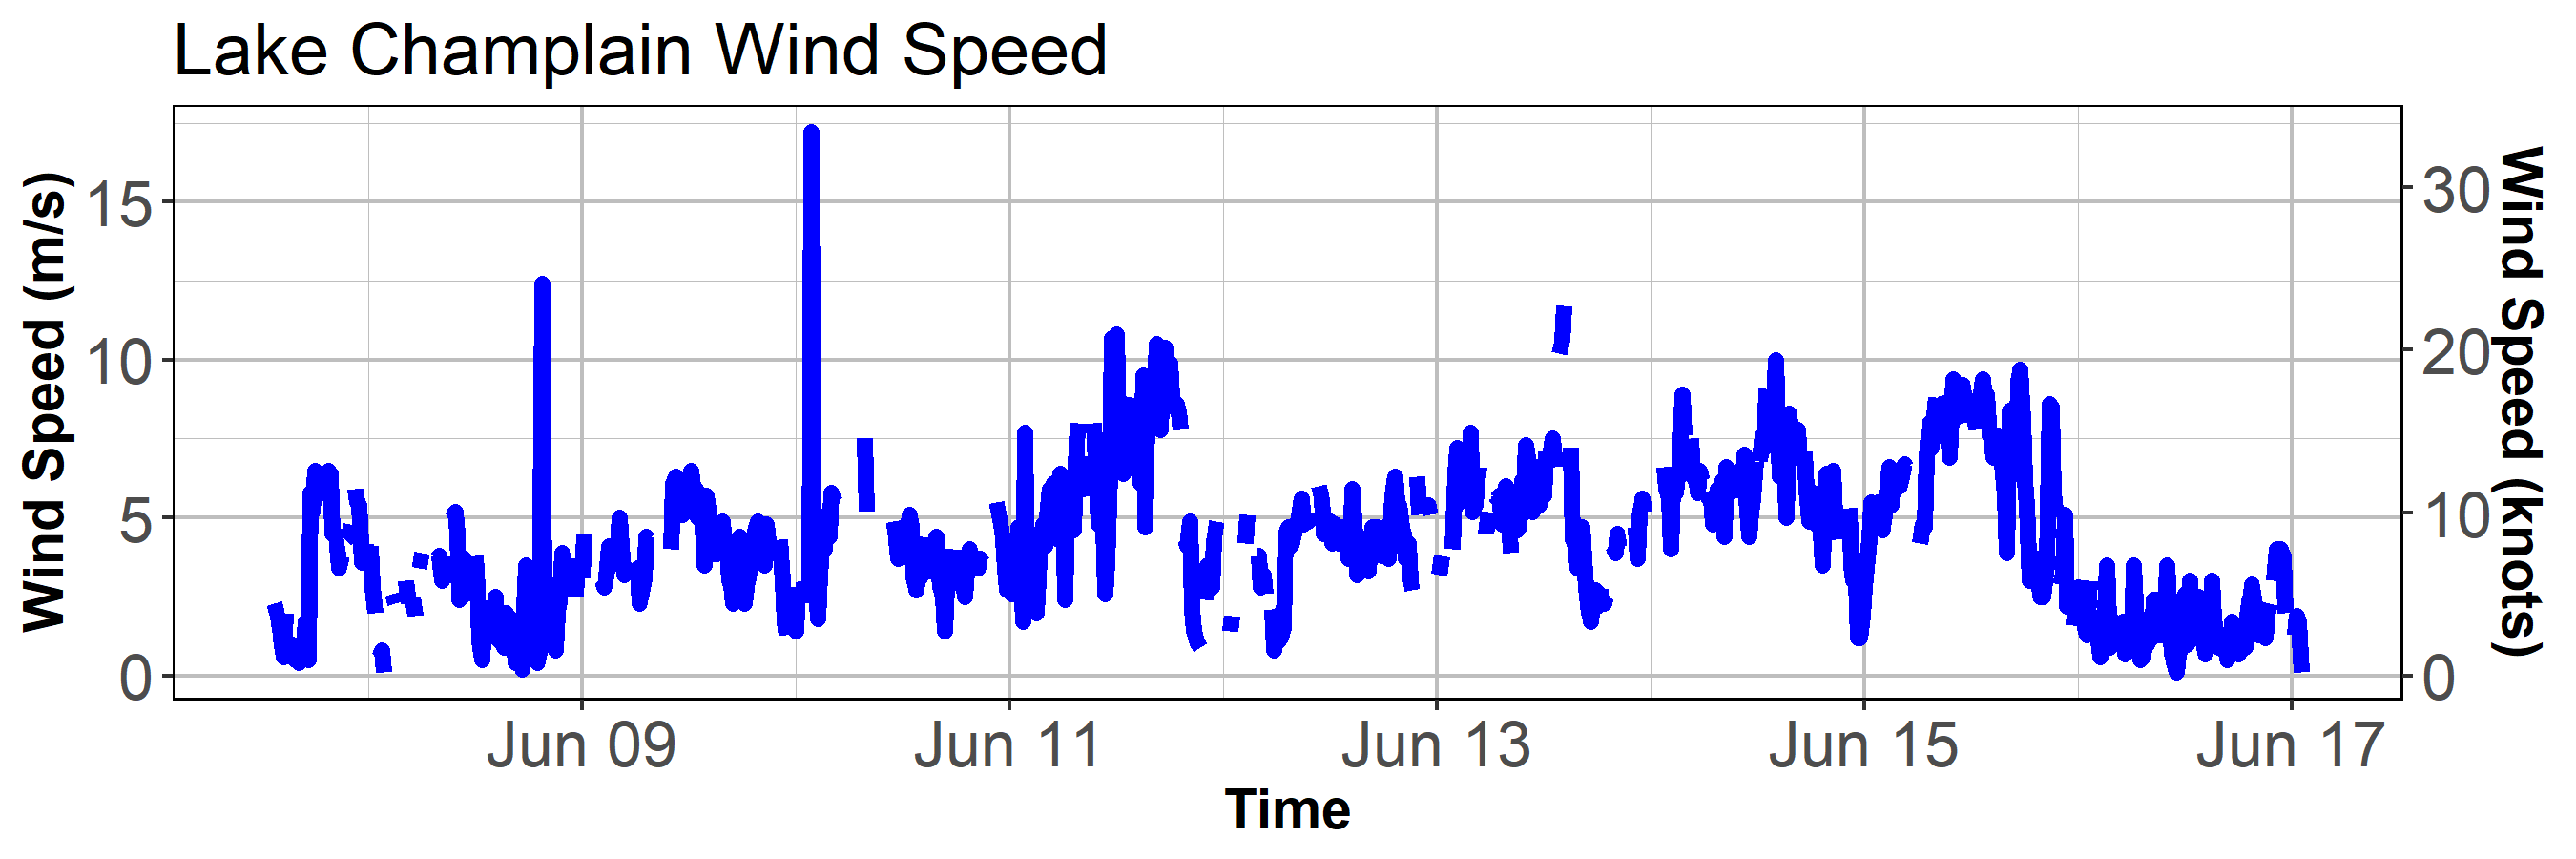 Lake Champlain Wind Speed
Wind Speed (m/s)
15
10
5
0
30
20
10
0
Wind Speed (knots)
Jun 09 Jun 11 Jun 13 Jun 15 Jun 17
Time